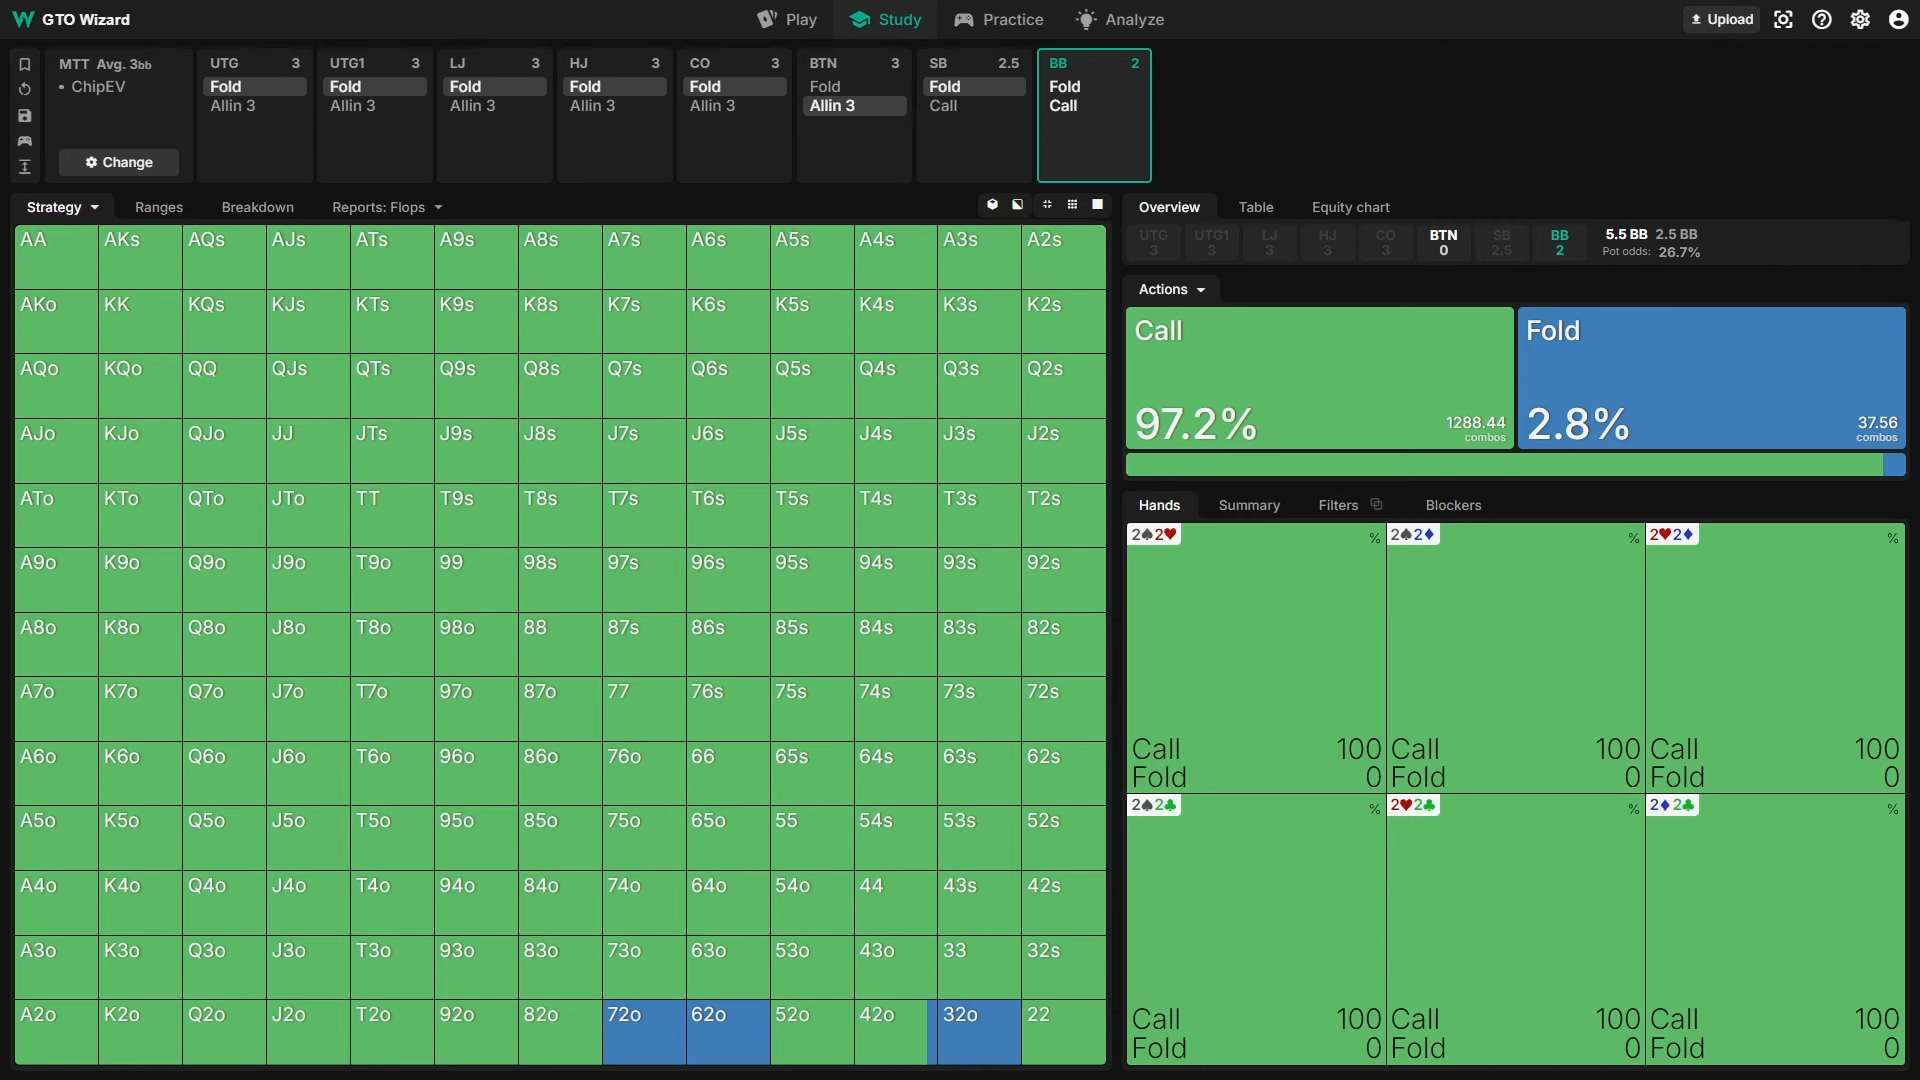 GTO Wizard
Play
Study
Practice
Analyze
Upload
MTT Avg. 3bb
• ChipEV
Change
UTG 3
Fold
Allin 3
UTG1 3
Fold
Allin 3
LJ 3
Fold
Allin 3
HJ 3
Fold
Allin 3
CO 3
Fold
Allin 3
BTN 3
Fold
Allin 3
SB 2.5
Fold
Call
BB 2
Fold
Call
Strategy Ranges Breakdown Reports: Flops
AA AKs AQs AJs ATs A9s A8s A7s A6s A5s A4s A3s A2s
AKo KK KQs KJs KTs K9s K8s K7s K6s K5s K4s K3s K2s
AQo KQo QQ QJs QTs Q9s Q8s Q7s Q6s Q5s Q4s Q3s Q2s
AJo KJo QJo JJ JTs J9s J8s J7s J6s J5s J4s J3s J2s
ATo KTo QTo JTo TT T9s T8s T7s T6s T5s T4s T3s T2s
A9o K9o Q9o J9o T9o 99 98s 97s 96s 95s 94s 93s 92s
A8o K8o Q8o J8o T8o 98o 88 87s 86s 85s 84s 83s 82s
A7o K7o Q7o J7o T7o 97o 87o 77 76s 75s 74s 73s 72s
A6o K6o Q6o J6o T6o 96o 86o 76o 66 65s 64s 63s 62s
A5o K5o Q5o J5o T5o 95o 85o 75o 65o 55 54s 53s 52s
A4o K4o Q4o J4o T4o 94o 84o 74o 64o 54o 44 43s 42s
A3o K3o Q3o J3o T3o 93o 83o 73o 63o 53o 43o 33 32s
A2o K2o Q2o J2o T2o 92o 82o 72o 62o 52o 42o 32o 22
Overview Table Equity chart
UTG UTG1 LJ HJ CO BTN SB BB 5.5 BB 2.5 BB
3 3 3 3 3 0 2.5 2 Pot odds: 26.7%
Actions
Call
97.2%
1288.44
combos
Fold
2.8%
37.56
combos
Hands Summary Filters Blockers
2♠2♥ % 2♠2♦ % 2♥2♦ %
Call 100 Call 100 Call 100
Fold 0 Fold 0 Fold 0
2♠2♣ % 2♥2♣ % 2♦2♣ %
Call 100 Call 100 Call 100
Fold 0 Fold 0 Fold 0